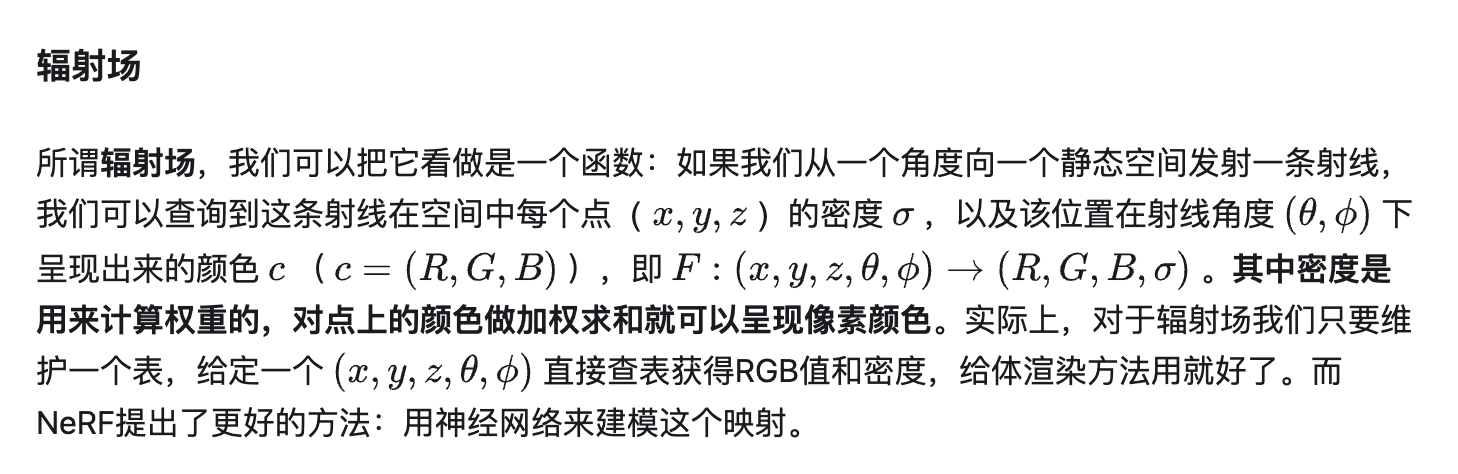 辐射场
所谓辐射场，我们可以把它看做是一个函数：如果我们从一个角度向一个静态空间发射一条射线，
我们可以查询到这条射线在空间中每个点（ x, y, z ）的密度 σ ，以及该位置在射线角度 (θ, ϕ) 下
呈现出来的颜色 c （ c = (R, G, B) ），即 F : (x, y, z, θ, ϕ) → (R, G, B, σ) 。其中密度是
用来计算权重的，对点上的颜色做加权求和就可以呈现像素颜色。实际上，对于辐射场我们只要维
护一个表，给定一个 (x, y, z, θ, ϕ) 直接查表获得RGB值和密度，给体渲染方法用就好了。而
NeRF提出了更好的方法：用神经网络来建模这个映射。